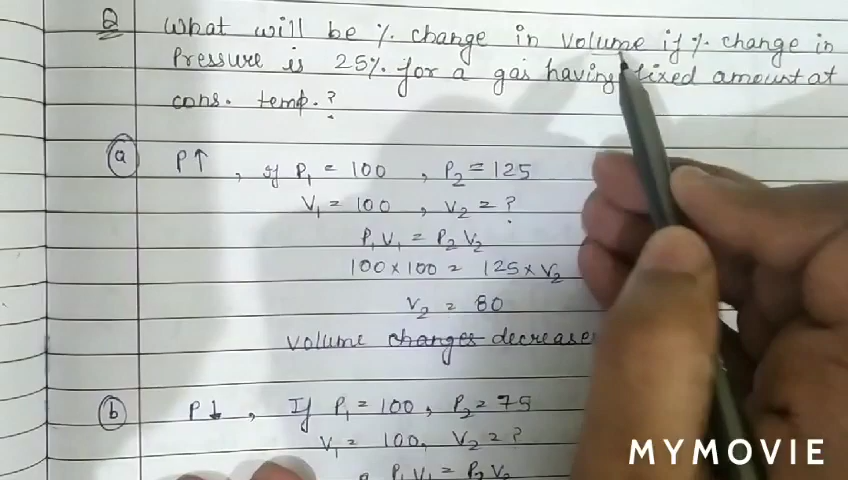 Q What will be % change in volume if % change in
Pressure is 25% for a gas having fixed amount at
cons. temp.?
a P↑, if P₁ = 100, P₂ = 125
V₁ = 100, V₂ = ?
P₁V₁ = P₂V₂
100×100 = 125×V₂
V₂ = 80
volume changes decreases
b P↓, If P₁ = 100, P₂ = 75
V₁ = 100, V₂ = ?
P₁V₁ = P₂V₂
MYMOVIE